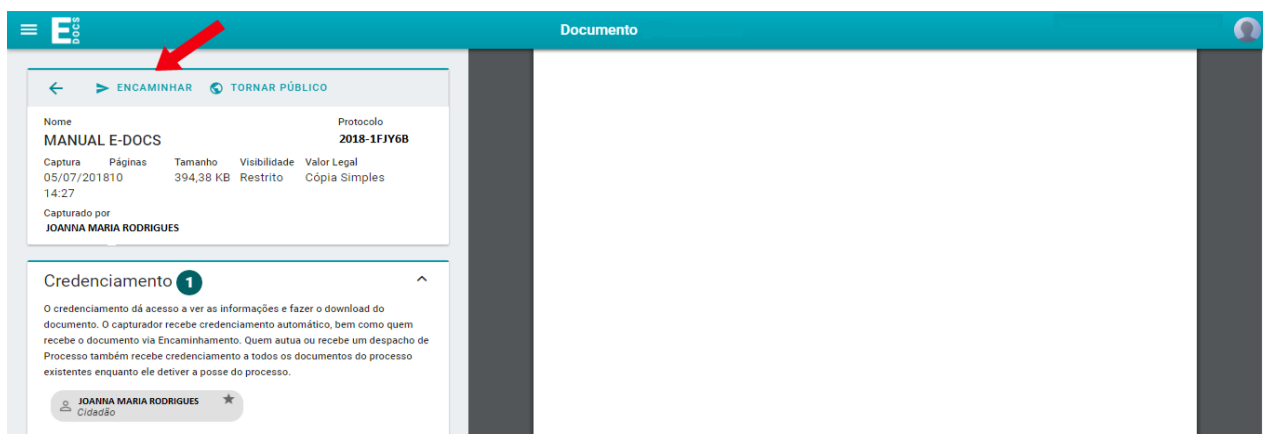 E DOCS
Documento
ENCAMINHAR TORNAR PÚBLICO
Nome Protocolo
MANUAL E-DOCS 2018-1FJY6B
Captura Páginas Tamanho Visibilidade Valor Legal
05/07/201810 394,38 KB Restrito Cópia Simples
14:27
Capturado por
JOANNA MARIA RODRIGUES
Credenciamento 1
O credenciamento dá acesso a ver as informações e fazer o download do
documento. O capturador recebe credenciamento automático, bem como quem
recebe o documento via Encaminhamento. Quem autua ou recebe um despacho de
Processo também recebe credenciamento a todos os documentos do processo
existentes enquanto ele detiver a posse do processo.
JOANNA MARIA RODRIGUES
Cidadão